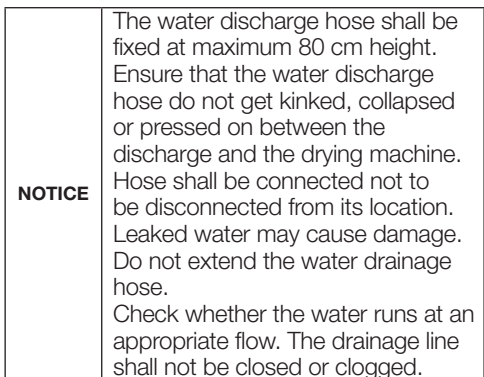 NOTICE
The water discharge hose shall be
fixed at maximum 80 cm height.
Ensure that the water discharge
hose do not get kinked, collapsed
or pressed on between the
discharge and the drying machine.
Hose shall be connected not to
be disconnected from its location.
Leaked water may cause damage.
Do not extend the water drainage
hose.
Check whether the water runs at an
appropriate flow. The drainage line
shall not be closed or clogged.